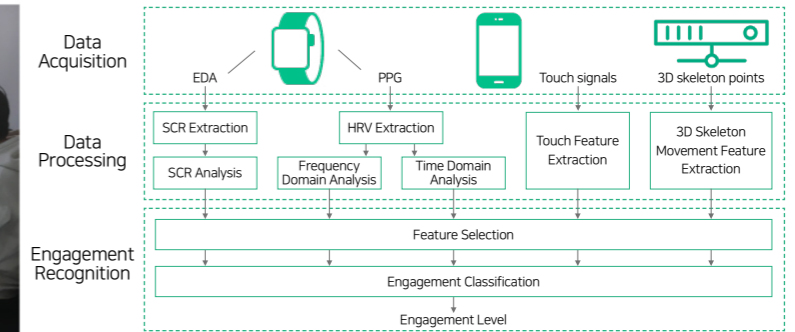 Data
Acquisition
EDA
PPG
Touch signals
3D skeleton points
Data
Processing
SCR Extraction
HRV Extraction
Touch Feature
Extraction
3D Skeleton
Movement Feature
Extraction
SCR Analysis
Frequency
Domain Analysis
Time Domain
Analysis
Engagement
Recognition
Feature Selection
Engagement Classification
Engagement Level